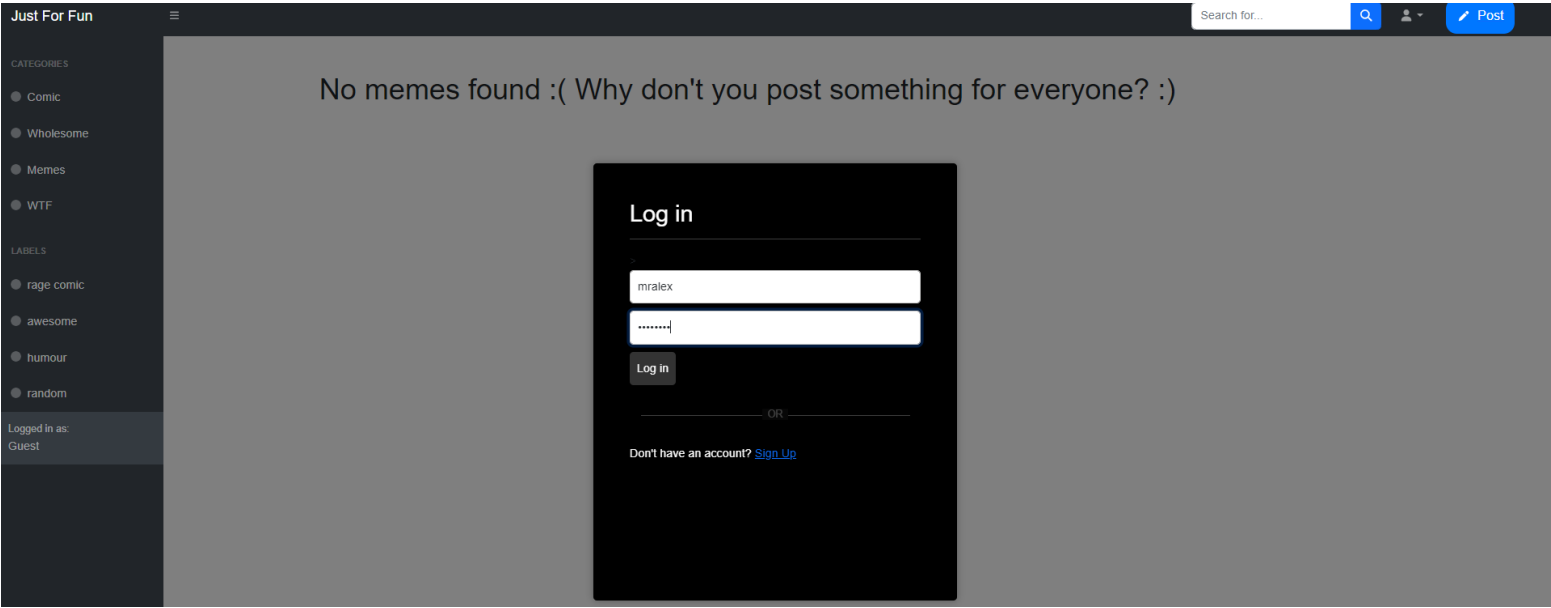 Just For Fun
Search for...
Post
CATEGORIES
Comic
Wholesome
Memes
WTF
LABELS
rage comic
awesome
humour
random
Logged in as:
Guest
No memes found :( Why don't you post something for everyone? :)
Log in
>
mralex
••••••••
Log in
OR
Don't have an account? Sign Up